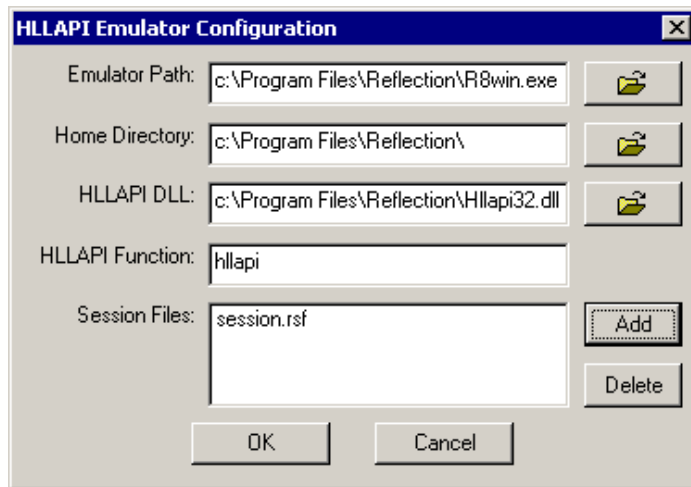 HLLAPI Emulator Configuration
Emulator Path: c:\Program Files\Reflection\R8win.exe
Home Directory: c:\Program Files\Reflection\
HLLAPI DLL: c:\Program Files\Reflection\Hllapi32.dll
HLLAPI Function: hllapi
Session Files: session.rsf Add
Delete
OK Cancel